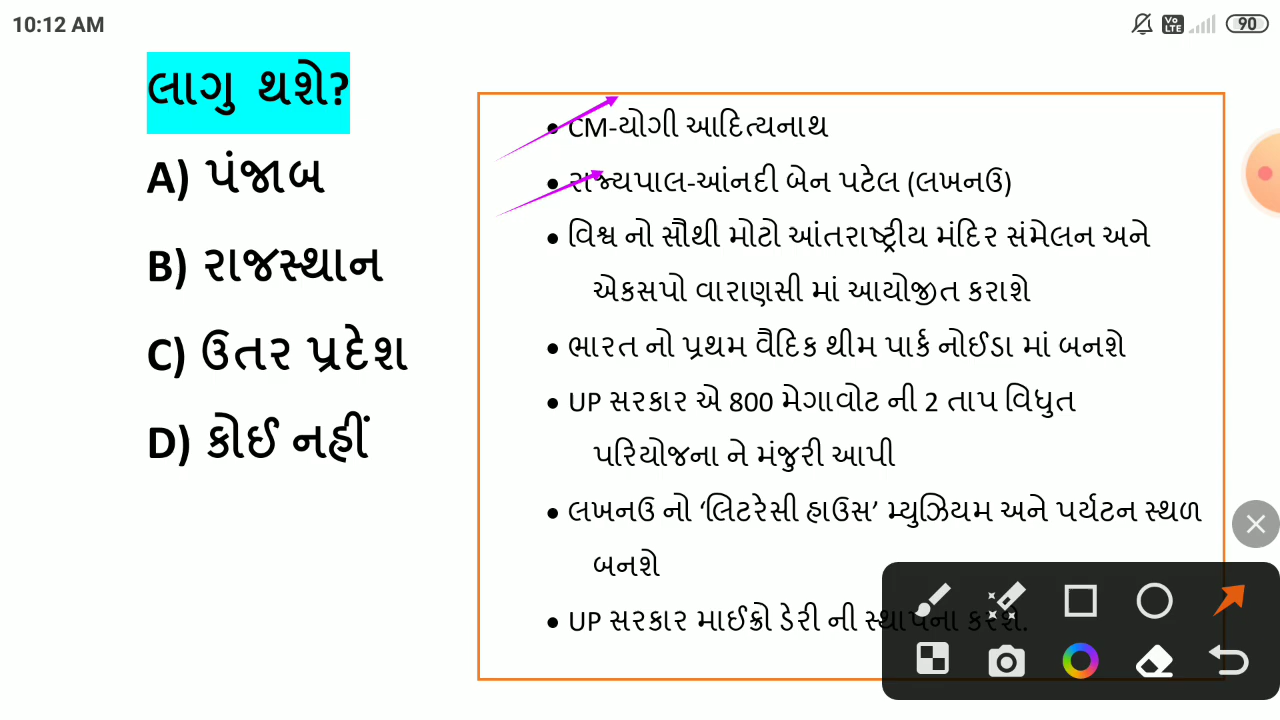 10:12 AM
Vo LTE
90
લાગુ થશે?
A) પંજાબ
B) રાજસ્થાન
C) ઉતર પ્રદેશ
D) કોઈ નહીં
• CM-યોગી આદિત્યનાથ
• રાજ્યપાલ-આંનદી બેન પટેલ (લખનઉ)
• વિશ્વ નો સૌથી મોટો આંતરાષ્ટ્રીય મંદિર સંમેલન અને
એકસપો વારાણસી માં આયોજીત કરાશે
• ભારત નો પ્રથમ વૈદિક થીમ પાર્ક નોઈડા માં બનશે
• UP સરકાર એ 800 મેગાવોટ ની 2 તાપ વિધુત
પરિયોજના ને મંજુરી આપી
• લખનઉ નો ‘લિટરેસી હાઉસ’ મ્યુઝિયમ અને પર્યટન સ્થળ
બનશે
• UP સરકાર માઈક્રો ડેરી ની સ્થાપના કરશે.